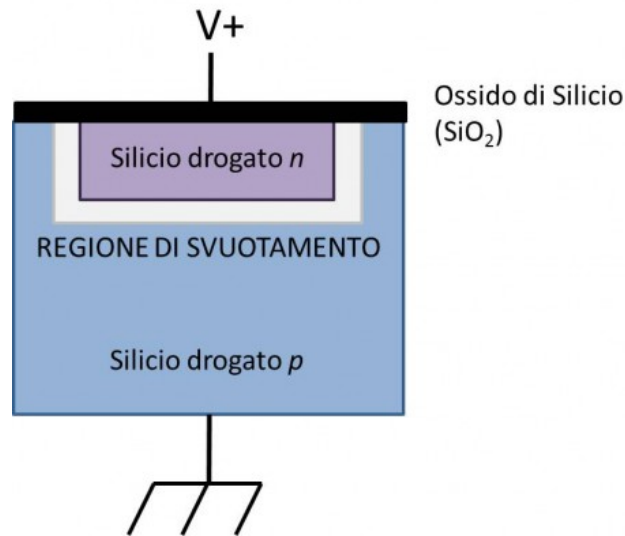 V+
Ossido di Silicio
(SiO₂)
Silicio drogato n
REGIONE DI SVUOTAMENTO
Silicio drogato p